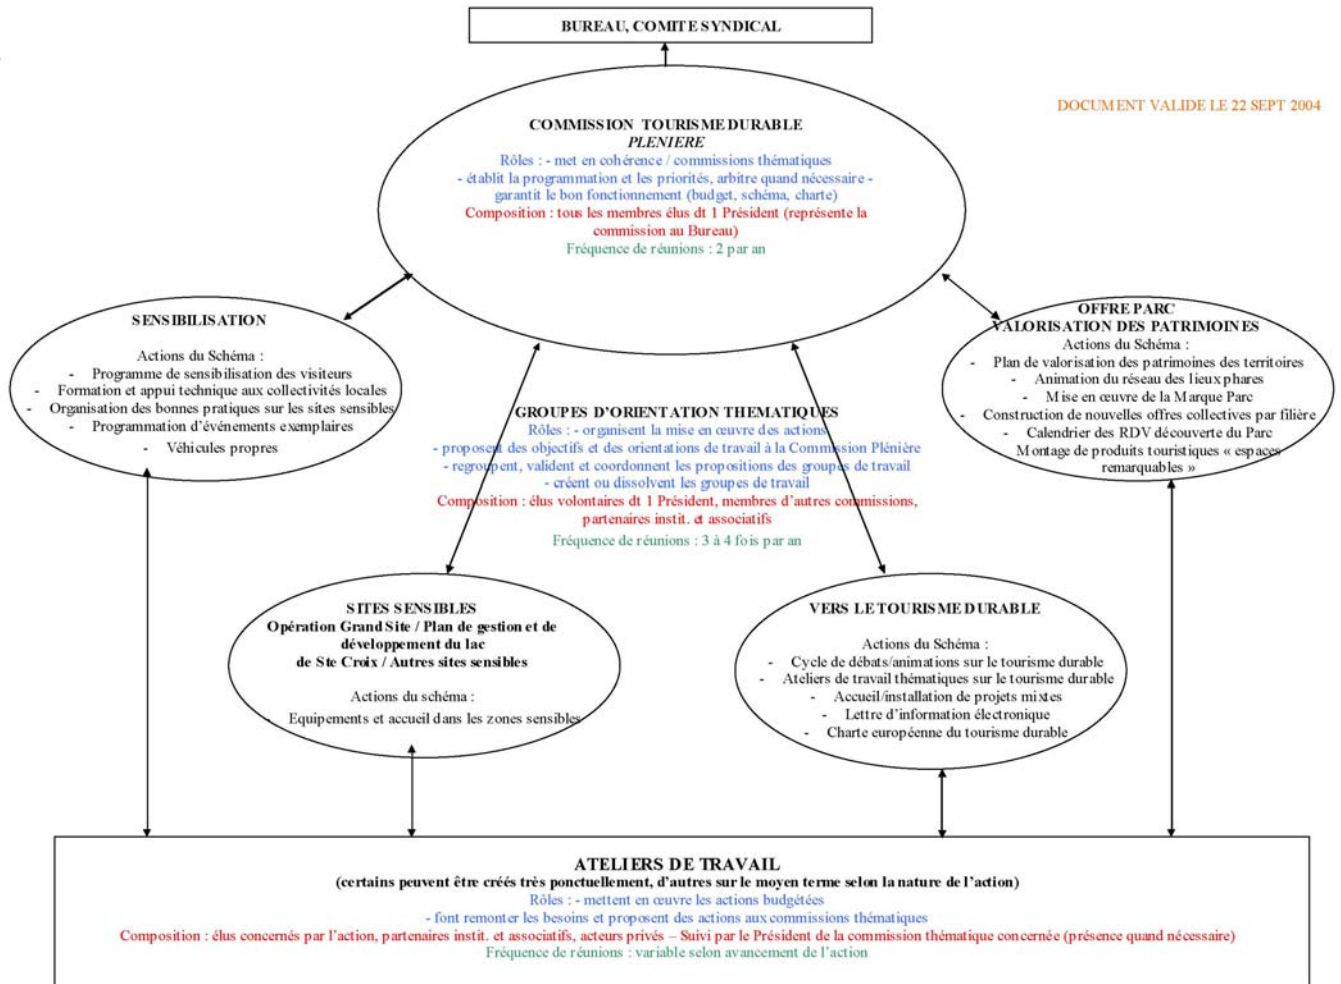 BUREAU, COMITE SYNDICAL
DOCUMENT VALIDE LE 22 SEPT 2004
COMMISSION TOURISME DURABLE
PLENIERE
Rôles : - met en cohérence / commissions thématiques
- établit la programmation et les priorités, arbitre quand nécessaire -
garantit le bon fonctionnement (budget, schéma, charte)
Composition : tous les membres élus dt 1 Président (représente la
commission au Bureau)
Fréquence de réunions : 2 par an
SENSIBILISATION
Actions du Schéma :
- Programme de sensibilisation des visiteurs
- Formation et appui technique aux collectivités locales
- Organisation des bonnes pratiques sur les sites sensibles
- Programmation d'événements exemplaires
- Véhicules propres
OFFRE PARC
VALORISATION DES PATRIMOINES
Actions du Schéma :
- Plan de valorisation des patrimoines des territoires
- Animation du réseau des lieux phares
- Mise en œuvre de la Marque Parc
- Construction de nouvelles offres collectives par filière
- Calendrier des RDV découverte du Parc
Montage de produits touristiques « espaces
remarquables »
GROUPES D'ORIENTATION THEMATIQUES
Rôles : - organisent la mise en œuvre des actions
- proposent des objectifs et des orientations de travail à la Commission Plénière
- regroupent, valident et coordonnent les propositions des groupes de travail
- créent ou dissolvent les groupes de travail
Composition : élus volontaires dt 1 Président, membres d'autres commissions,
partenaires instit. et associatifs
Fréquence de réunions : 3 à 4 fois par an
SITES SENSIBLES
Opération Grand Site / Plan de gestion et de
développement du lac
de Ste Croix / Autres sites sensibles
Actions du schéma :
- Equipements et accueil dans les zones sensibles
VERS LE TOURISME DURABLE
Actions du Schéma :
- Cycle de débats/animations sur le tourisme durable
- Ateliers de travail thématiques sur le tourisme durable
- Accueil/installation de projets mixtes
- Lettre d'information électronique
- Charte européenne du tourisme durable
ATELIERS DE TRAVAIL
(certains peuvent être créés très ponctuellement, d'autres sur le moyen terme selon la nature de l'action)
Rôles : - mettent en œuvre les actions budgétées
- font remonter les besoins et proposent des actions aux commissions thématiques
Composition : élus concernés par l'action, partenaires instit. et associatifs, acteurs privés – Suivi par le Président de la commission thématique concernée (présence quand nécessaire)
Fréquence de réunions : variable selon avancement de l'action